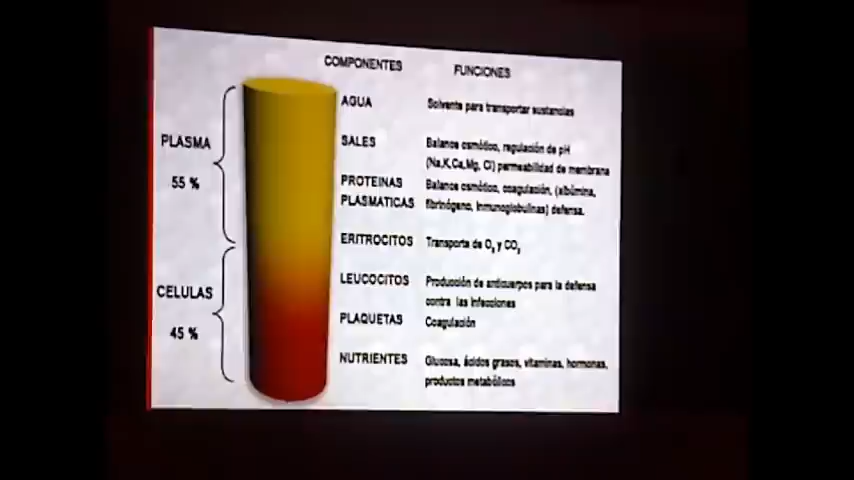 COMPONENTES FUNCIONES
AGUA Solvente para transportar sustancias
PLASMA
55 %
SALES Balance osmótico, regulación de pH
(Na,K,Ca,Mg, Cl) permeabilidad de membrana
PROTEINAS Balance osmótico, coagulación, (albúmina,
PLASMATICAS fibrinógeno, inmunoglobulinas) defensa.
ERITROCITOS Transporte de O2 y CO2
CELULAS
45 %
LEUCOCITOS Producción de anticuerpos para la defensa
contra las infecciones
PLAQUETAS Coagulación
NUTRIENTES Glucosa, ácidos grasos, vitaminas, hormonas,
productos metabólicos